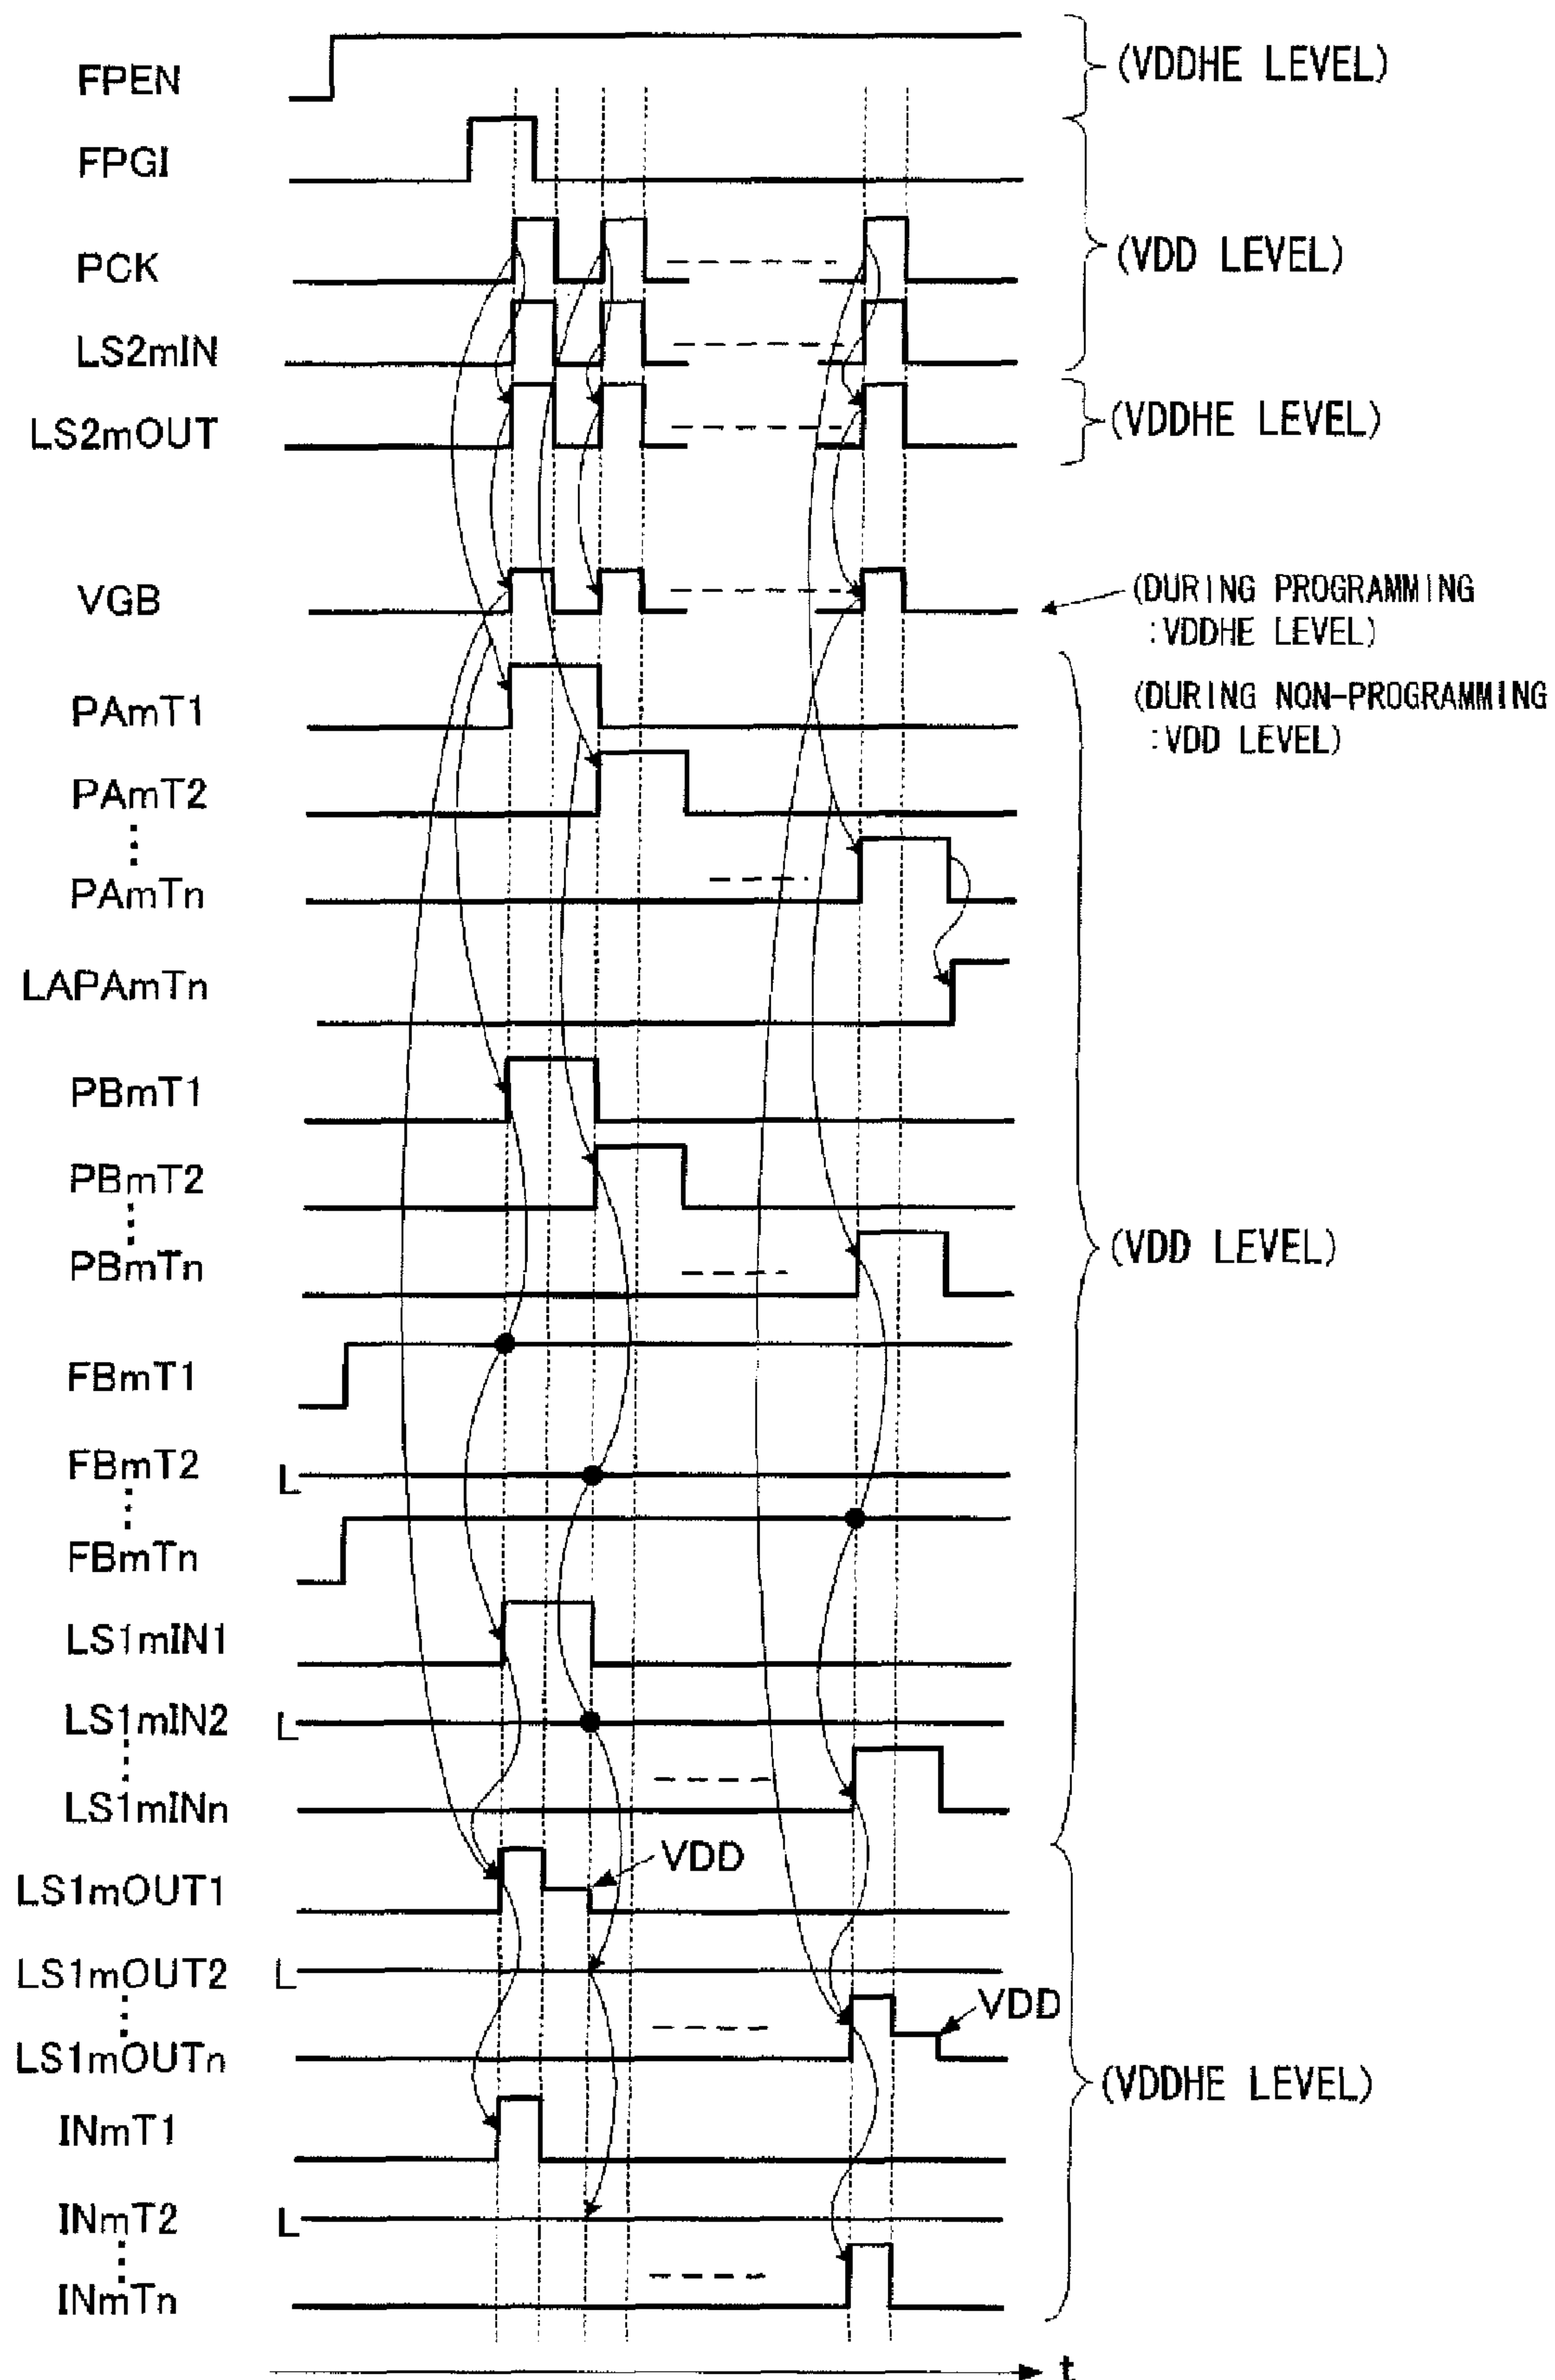 FPEN
(VDDHE LEVEL)
FPGI
PCK
(VDD LEVEL)
LS2mIN
LS2mOUT
(VDDHE LEVEL)
VGB
(DURING PROGRAMMING
:VDDHE LEVEL)
PAmT1
(DURING NON-PROGRAMMING
:VDD LEVEL)
PAmT2
PAmTn
LAPAmTn
PBmT1
PBmT2
PBmTn
(VDD LEVEL)
FBmT1
FBmT2
L
FBmTn
LS1mIN1
LS1mIN2
L
LS1mINn
VDD
LS1mOUT1
LS1mOUT2
L
VDD
LS1mOUTn
(VDDHE LEVEL)
INmT1
INmT2
L
INmTn
t